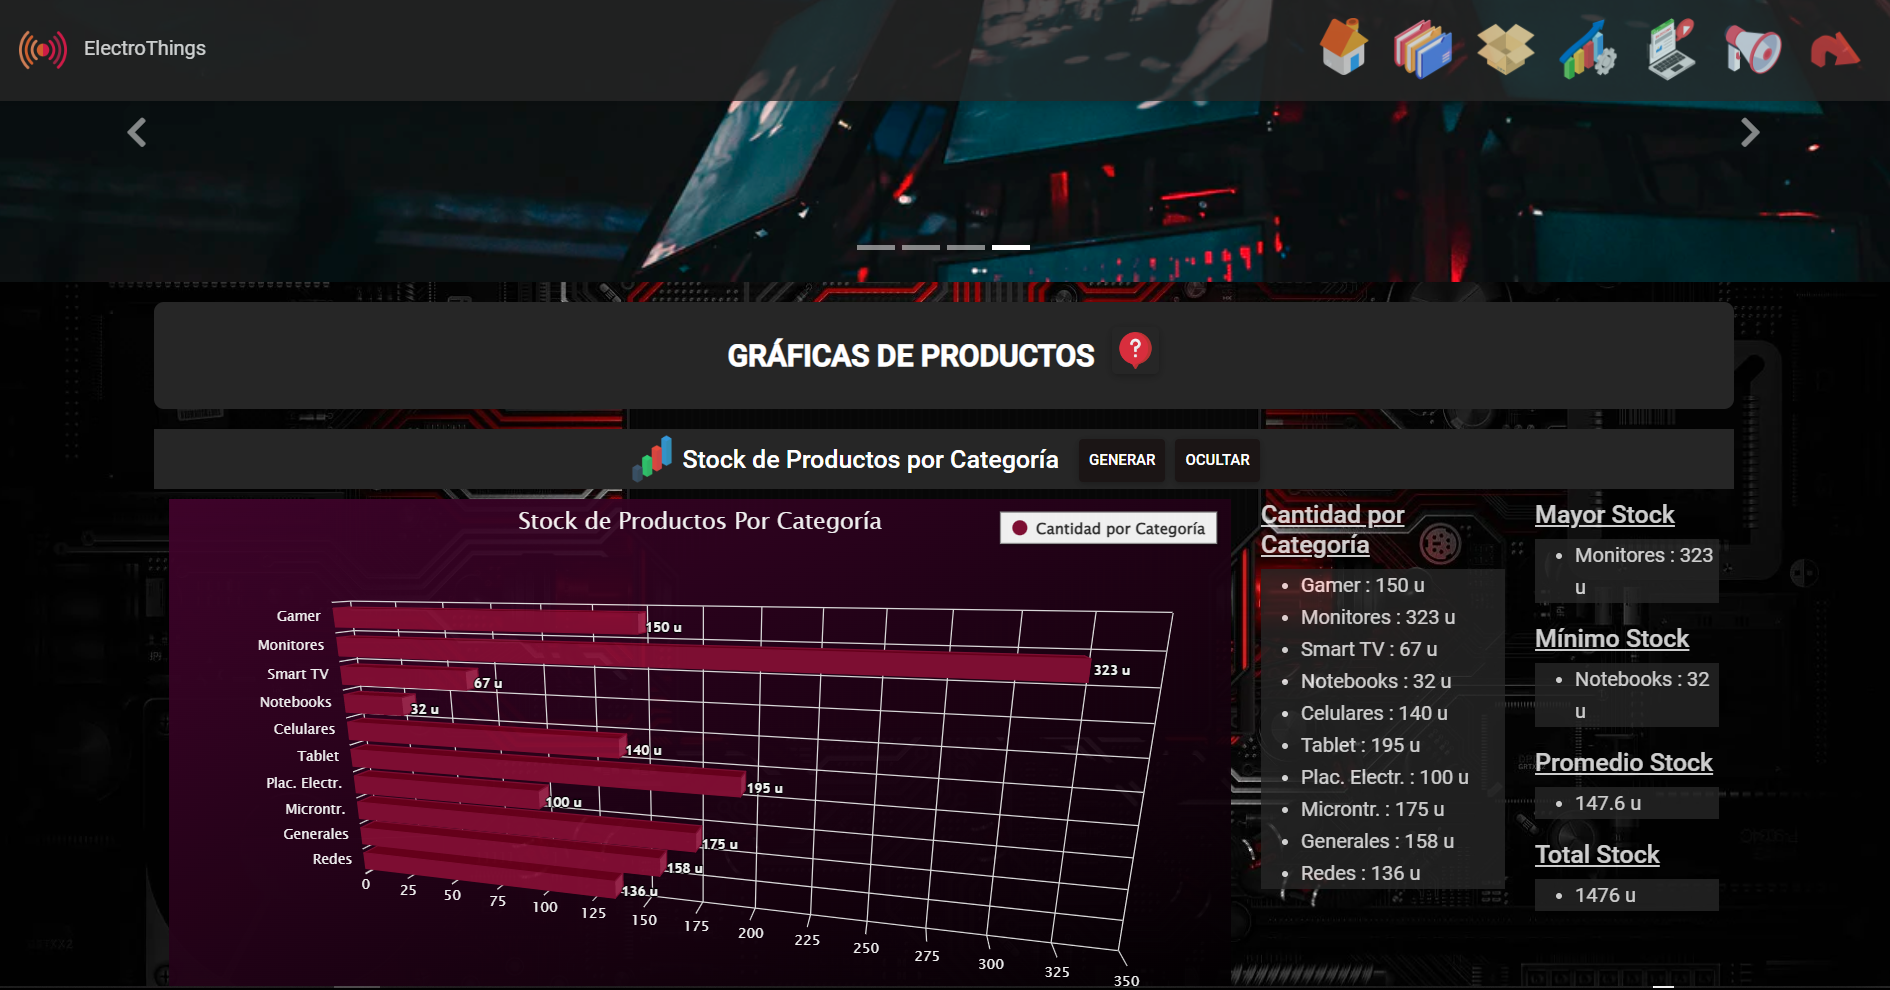 ElectroThings
GRÁFICAS DE PRODUCTOS
?
Stock de Productos por Categoría
GENERAR
OCULTAR
Stock de Productos Por Categoría
Cantidad por Categoría
Gamer
150 u
Monitores
323 u
Smart TV
67 u
Notebooks
32 u
Celulares
140 u
Tablet
195 u
Plac. Electr.
100 u
Microntr.
175 u
Generales
158 u
Redes
136 u
0
25
50
75
100
125
150
175
200
225
250
275
300
325
350
Cantidad por
Categoría
Gamer : 150 u
Monitores : 323 u
Smart TV : 67 u
Notebooks : 32 u
Celulares : 140 u
Tablet : 195 u
Plac. Electr. : 100 u
Microntr. : 175 u
Generales : 158 u
Redes : 136 u
Mayor Stock
Monitores : 323
u
Mínimo Stock
Notebooks : 32
u
Promedio Stock
147.6 u
Total Stock
1476 u